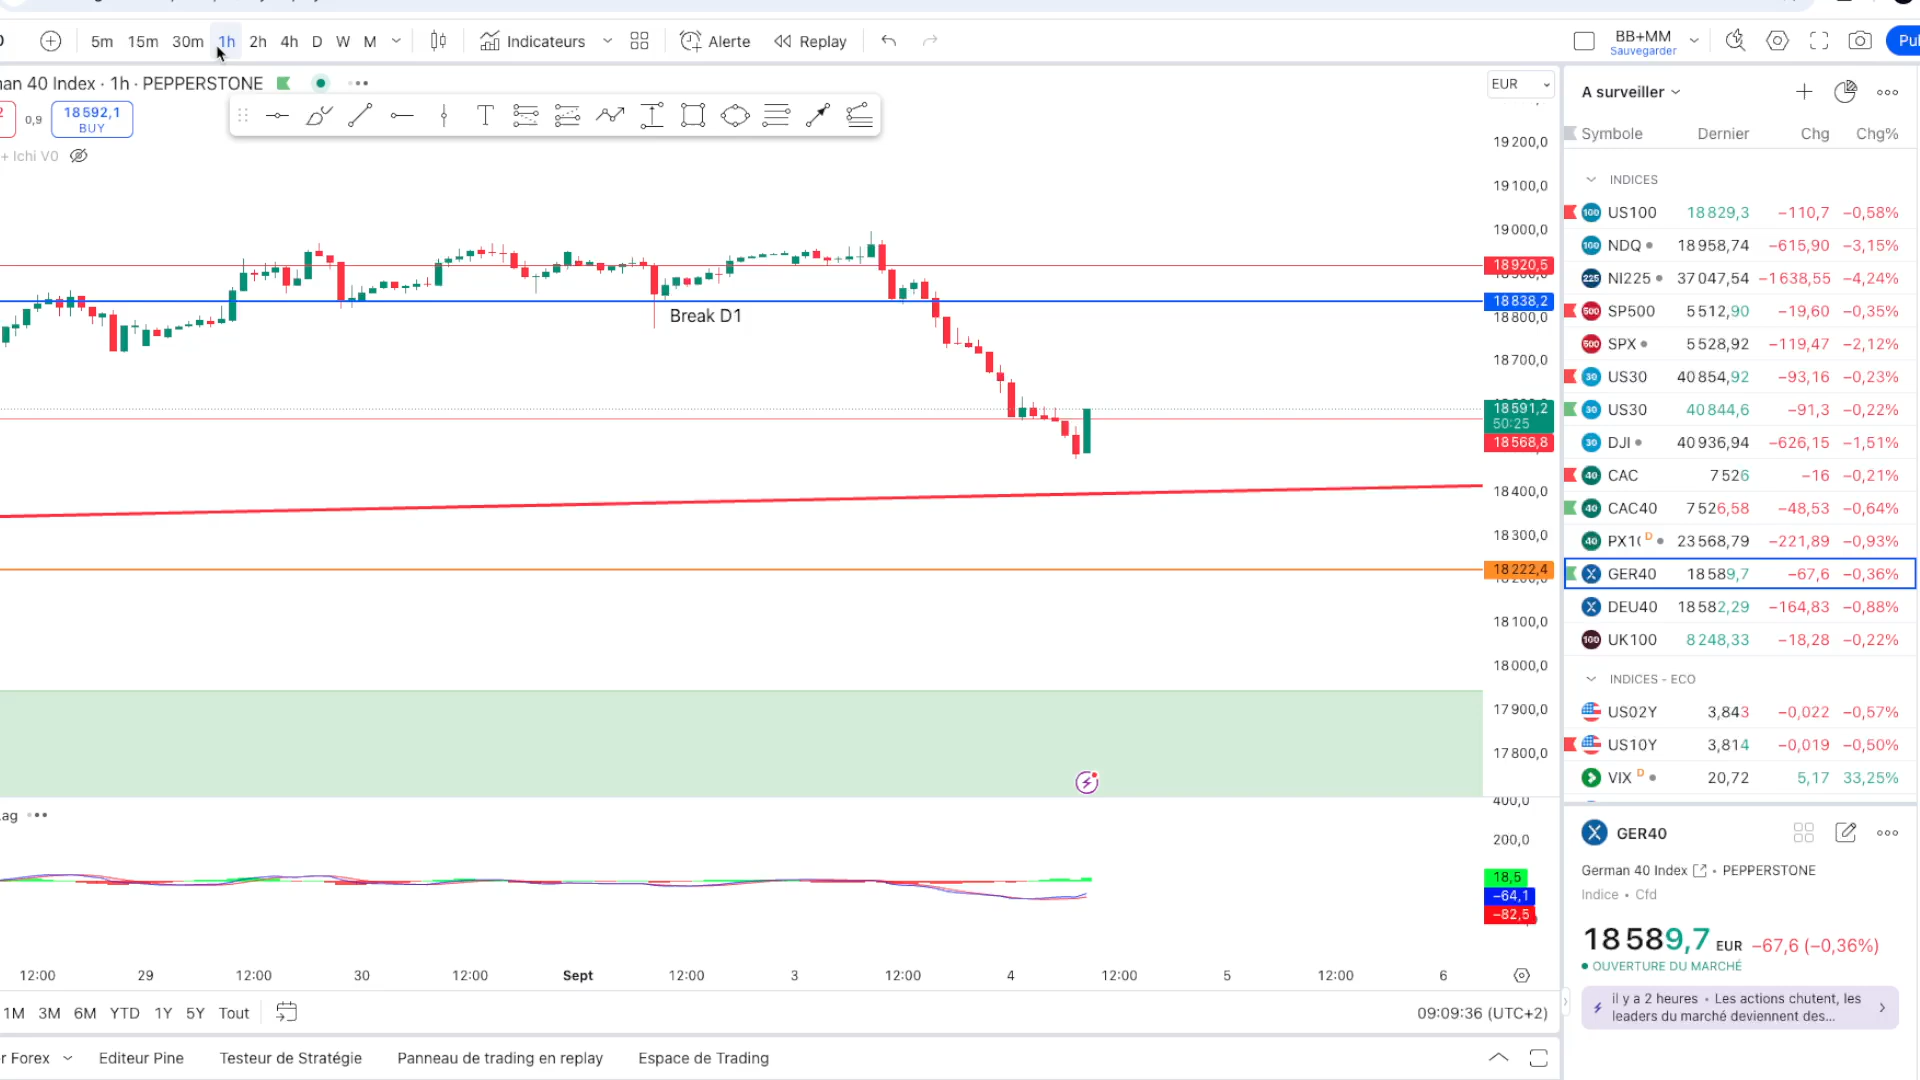 5m 15m 30m 1h 2h 4h D W M Indicateurs Alerte Replay BB+MM
Sauvegarder
Pul
an 40 Index · 1h · PEPPERSTONE
EUR
2 0,9 18 592,1
BUY
+ Ichi V0
19 200,0
19 100,0
19 000,0
18 920,5
18 838,2
18 800,0
Break D1
18 700,0
18 591,2
50:25
18 568,8
18 400,0
18 300,0
18 222,4
18 100,0
18 000,0
17 900,0
17 800,0
400,0
ag
200,0
18,5
−64,1
−82,5
12:00 29 12:00 30 12:00 Sept 12:00 3 12:00 4 12:00 5 12:00 6
1M 3M 6M YTD 1Y 5Y Tout
09:09:36 (UTC+2)
r Forex Editeur Pine Testeur de Stratégie Panneau de trading en replay Espace de Trading
A surveiller
Symbole Dernier Chg Chg%
INDICES
100 US100 18 829,3 −110,7 −0,58%
100 NDQ 18 958,74 −615,90 −3,15%
225 NI225 37 047,54 −1 638,55 −4,24%
500 SP500 5 512,90 −19,60 −0,35%
500 SPX 5 528,92 −119,47 −2,12%
30 US30 40 854,92 −93,16 −0,23%
30 US30 40 844,6 −91,3 −0,22%
30 DJI 40 936,94 −626,15 −1,51%
40 CAC 7 526 −16 −0,21%
40 CAC40 7 526,58 −48,53 −0,64%
40 PX1 D 23 568,79 −221,89 −0,93%
GER40 18 589,7 −67,6 −0,36%
DEU40 18 582,29 −164,83 −0,88%
100 UK100 8 248,33 −18,28 −0,22%
INDICES - ECO
US02Y 3,843 −0,022 −0,57%
US10Y 3,814 −0,019 −0,50%
VIX D 20,72 5,17 33,25%
GER40
German 40 Index • PEPPERSTONE
Indice • Cfd
18 589,7 EUR −67,6 (−0,36%)
OUVERTURE DU MARCHÉ
il y a 2 heures • Les actions chutent, les
leaders du marché deviennent des...